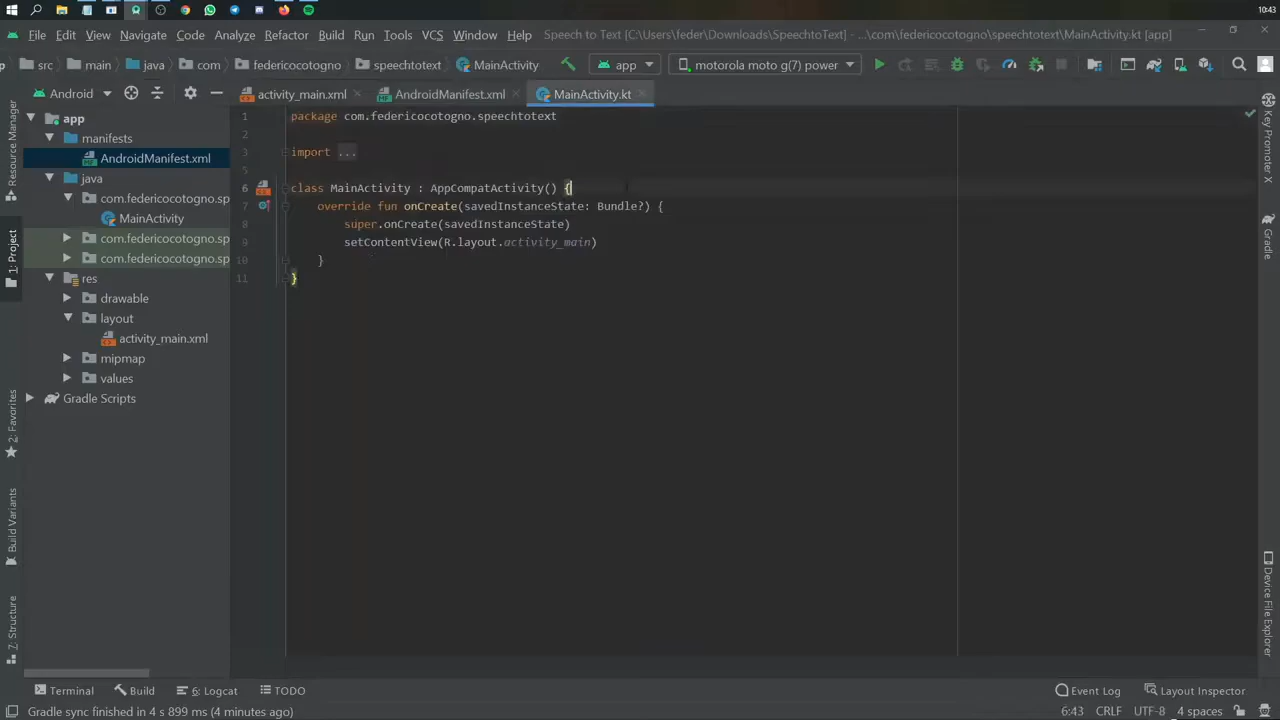 10:43
File Edit View Navigate Code Analyze Refactor Build Run Tools VCS Window Help Speech to Text [C:\Users\feder\Downloads\SpeechtoText] - ...\com\federicocotogno\speechtotext\MainActivity.kt [app]
p src main java com federicocotogno speechtotext MainActivity app motorola moto g(7) power
Android activity_main.xml AndroidManifest.xml MainActivity.kt
Resource Manager
1: Project
2: Favorites
Build Variants
7: Structure
app
manifests
AndroidManifest.xml
java
com.federicocotogno.sp
MainActivity
com.federicocotogno.sp
com.federicocotogno.sp
res
drawable
layout
activity_main.xml
mipmap
values
Gradle Scripts
1 package com.federicocotogno.speechtotext
2
3 import ...
5
6 class MainActivity : AppCompatActivity() {
7 override fun onCreate(savedInstanceState: Bundle?) {
8 super.onCreate(savedInstanceState)
9 setContentView(R.layout.activity_main)
10 }
11 }
Key Promoter X
Gradle
Device File Explorer
Terminal Build 6: Logcat TODO Event Log Layout Inspector
Gradle sync finished in 4 s 899 ms (4 minutes ago) 6:43 CRLF UTF-8 4 spaces